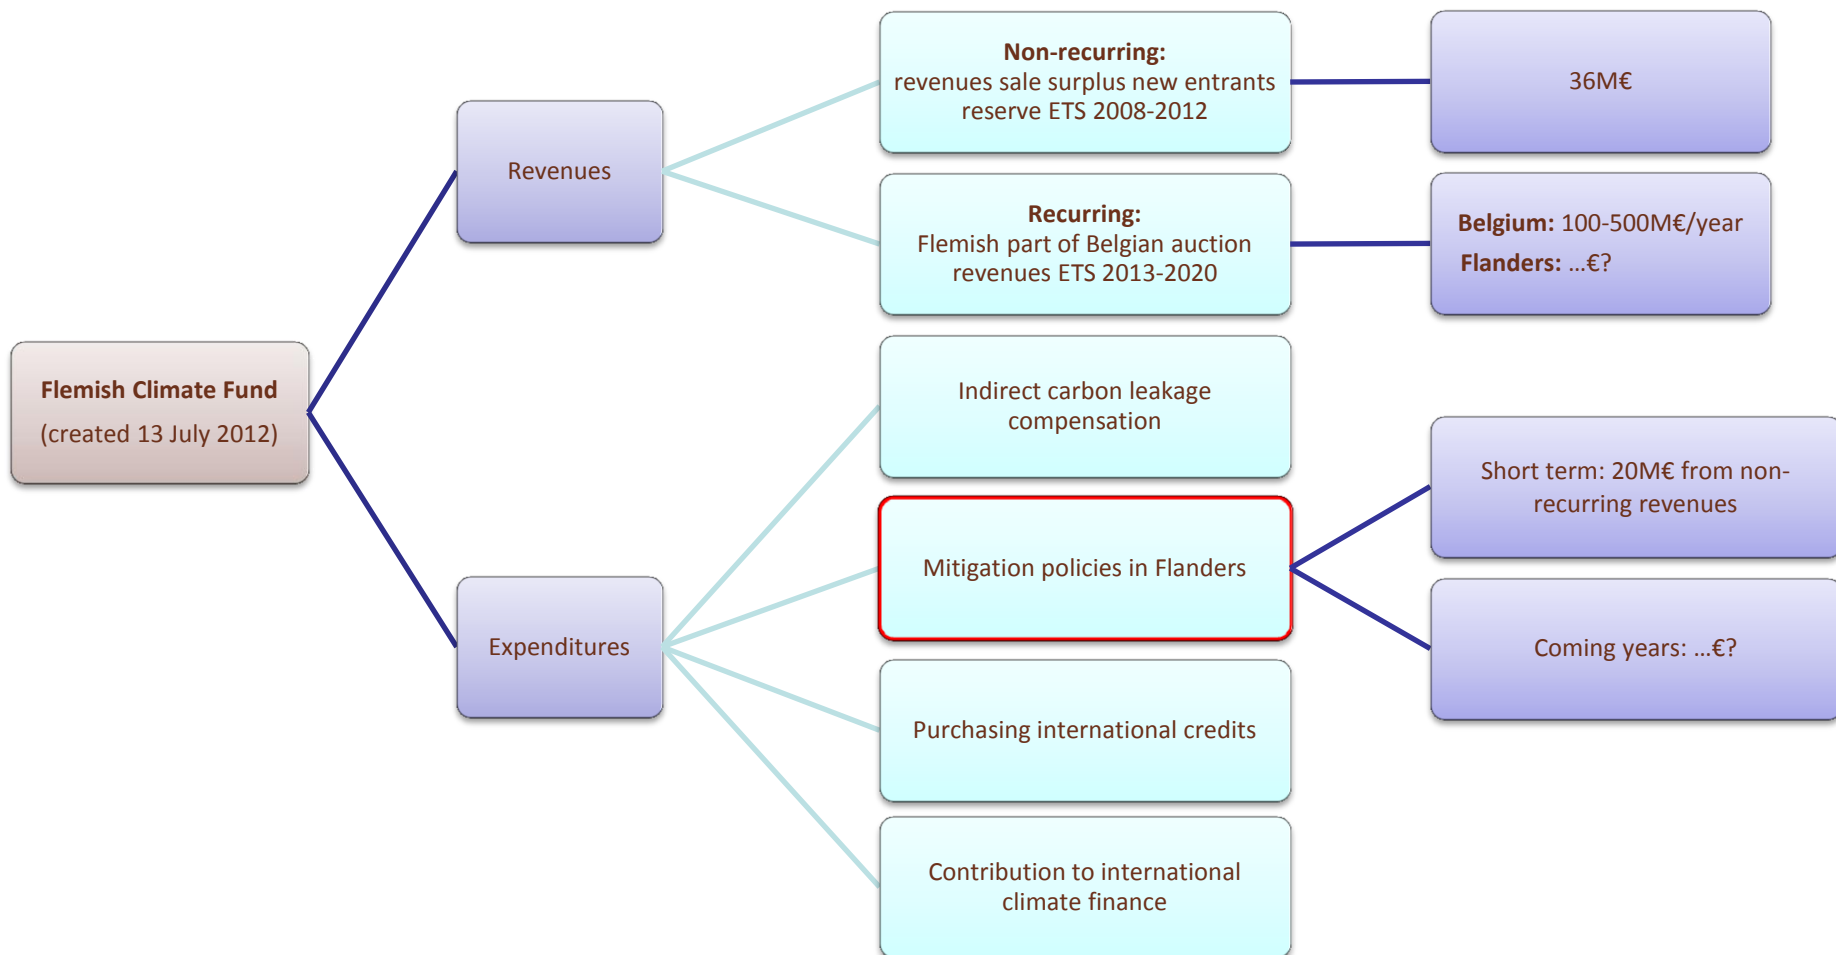 Flemish Climate Fund
(created 13 July 2012)
Revenues
Non-recurring:
revenues sale surplus new entrants
reserve ETS 2008-2012
36M€
Recurring:
Flemish part of Belgian auction
revenues ETS 2013-2020
Belgium: 100-500M€/year
Flanders: ...€?
Expenditures
Indirect carbon leakage
compensation
Mitigation policies in Flanders
Short term: 20M€ from non-
recurring revenues
Coming years: ...€?
Purchasing international credits
Contribution to international
climate finance